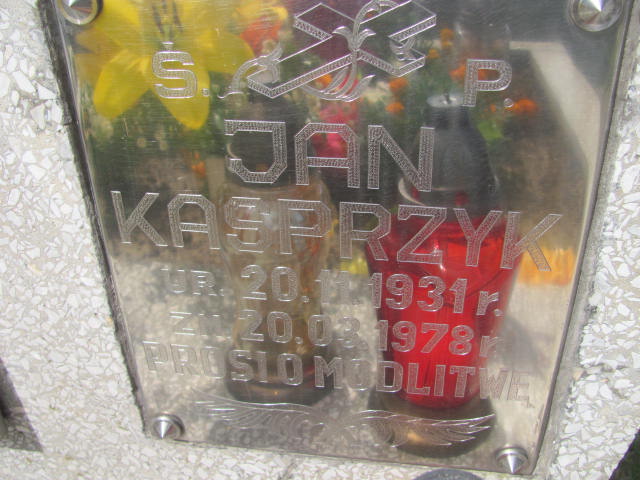 Ś. P.
JAN
KASPRZYK
UR. 20.11.1931 r.
ZM. 20.03.1978 r.
PROSI O MODLITWĘ